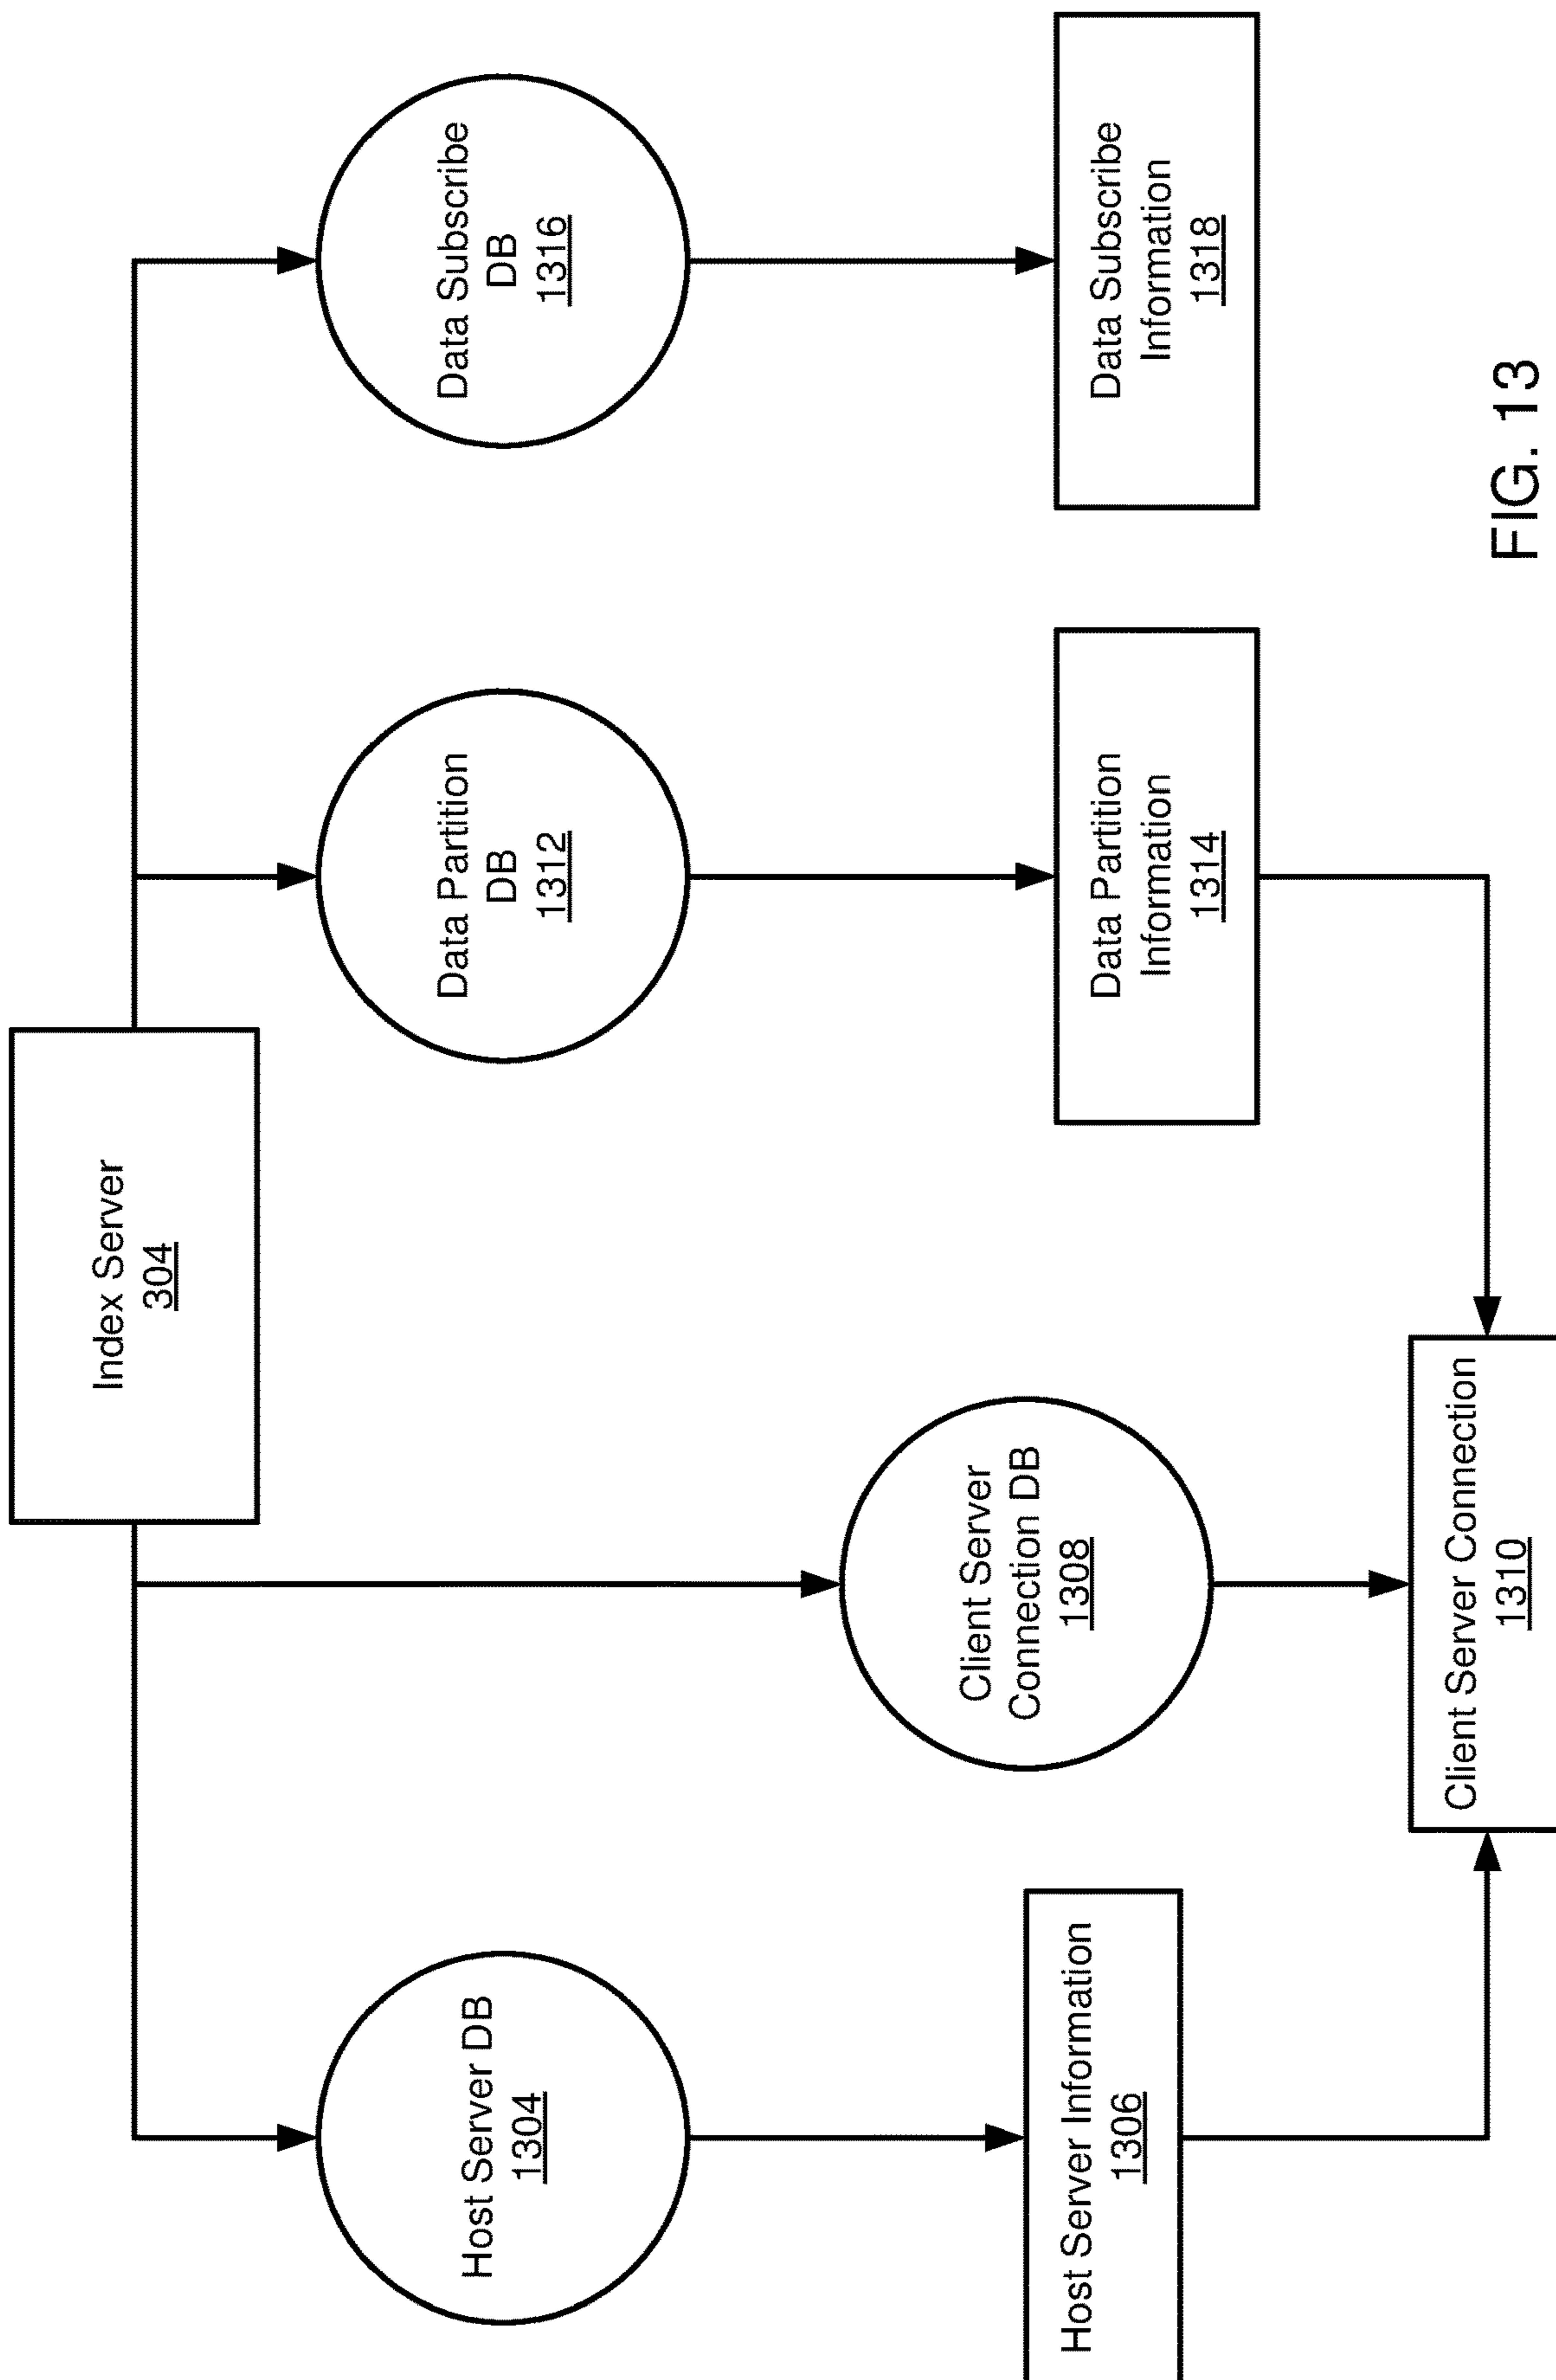 Index Server
304
Host Server DB
1304
Client Server
Connection DB
1308
Data Partition
DB
1312
Data Subscribe
DB
1316
Host Server Information
1306
Client Server Connection
1310
Data Partition
Information
1314
Data Subscribe
Information
1318
FIG. 13